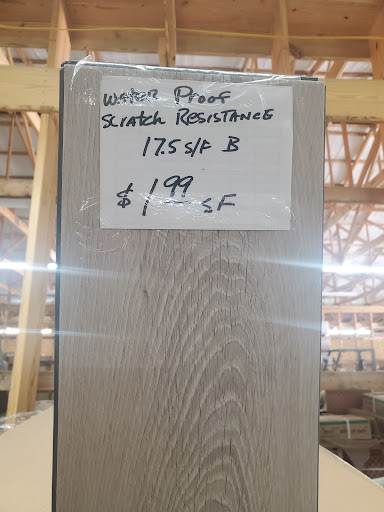 Water Proof
Scratch Resistance
17.5 S/F B
$1.99 SF